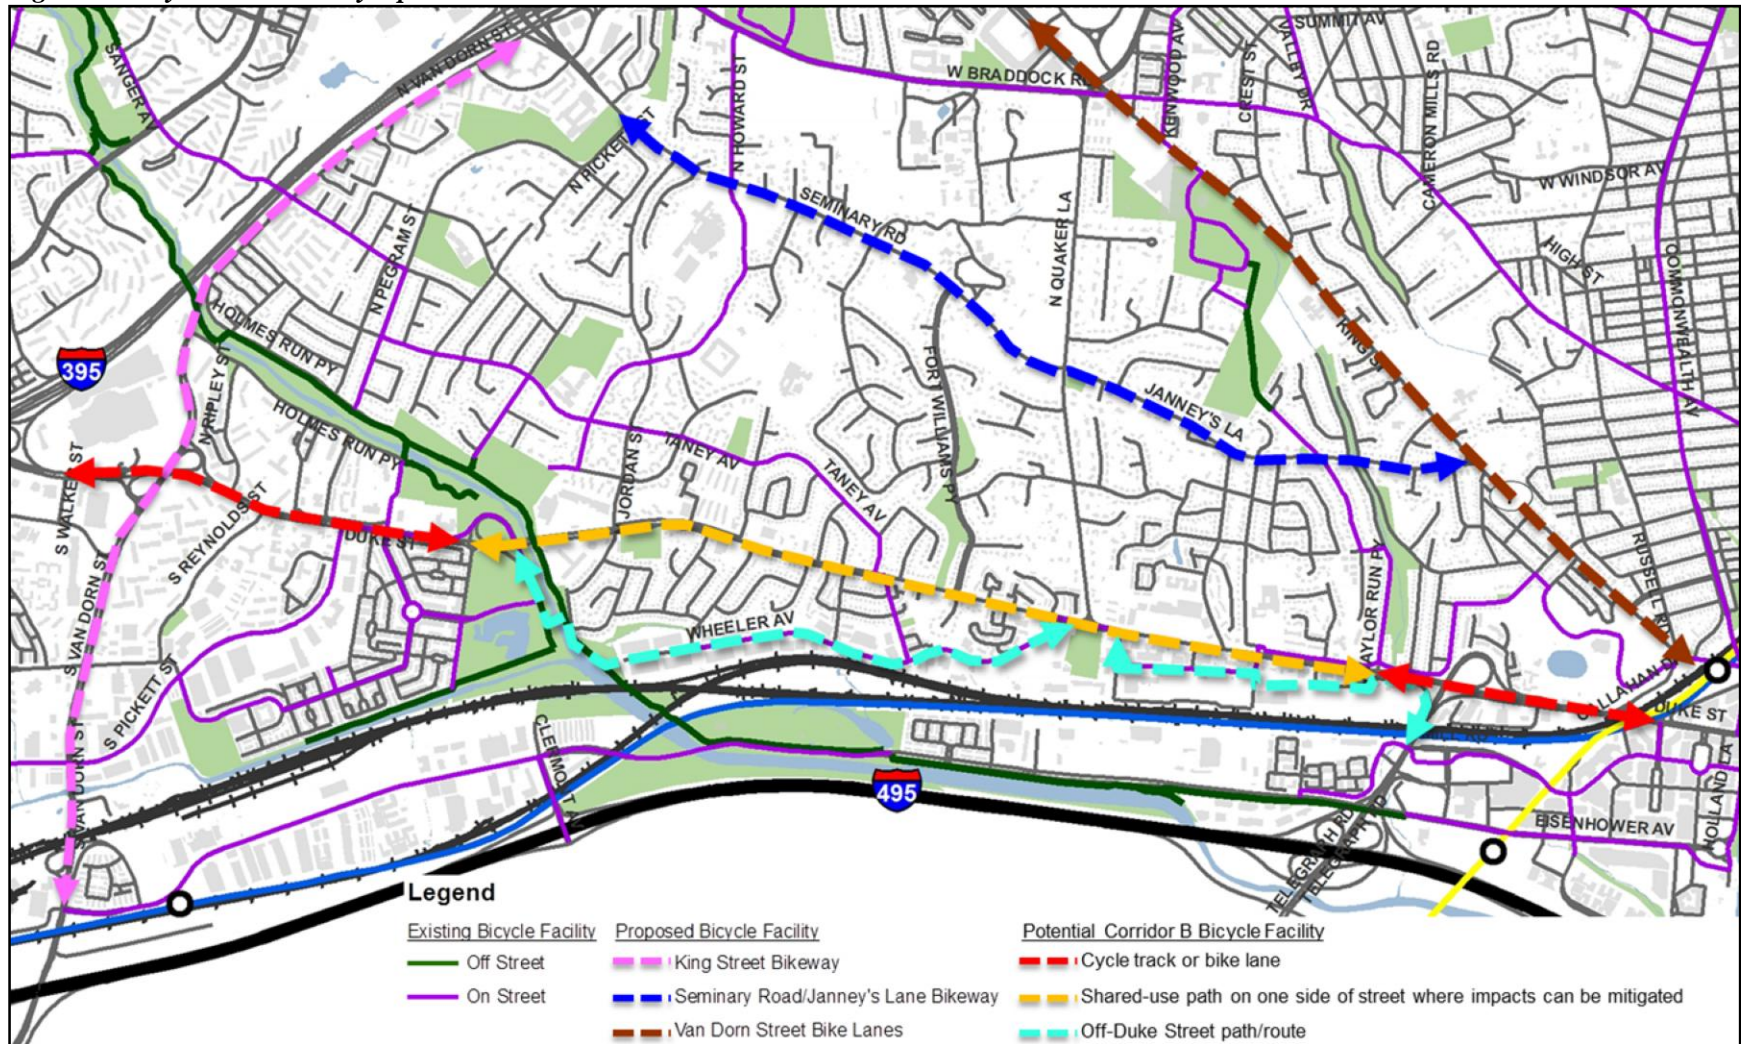 SUMMIT AV
SANGER AV
N VAN DORN ST
N HOWARD ST
W BRADDOCK RD
KENWOOD AV
CREST ST
VALLEY DR
CAMERON MILLS RD
N PICKETT ST
W WINDSOR AV
SEMINARY RD
N PEGRAM ST
N QUAKER LA
HIGH ST
COMMONWEALTH AV
HOLMES RUN PY
KING ST
395
N RIPLEY ST
FORT WILLIAMS PY
JANNEY'S LA
HOLMES RUN PY
JORDAN ST
TANEY AV
TANEY AV
S WALKER ST
S REYNOLDS ST
DUKE ST
S VAN DORN ST
TAYLOR RUN PY
RUSSELL RD
WHEELER AV
S PICKETT ST
CALLAHAN
DUKE ST
S VAN DORN ST
CLERMONT AV
HOLLAND LA
495
EISENHOWER AV
TELEGRAPH RD
TELEGRAPH RD
Legend
Existing Bicycle Facility
Off Street
On Street
Proposed Bicycle Facility
King Street Bikeway
Seminary Road/Janney's Lane Bikeway
Van Dorn Street Bike Lanes
Potential Corridor B Bicycle Facility
Cycle track or bike lane
Shared-use path on one side of street where impacts can be mitigated
Off-Duke Street path/route